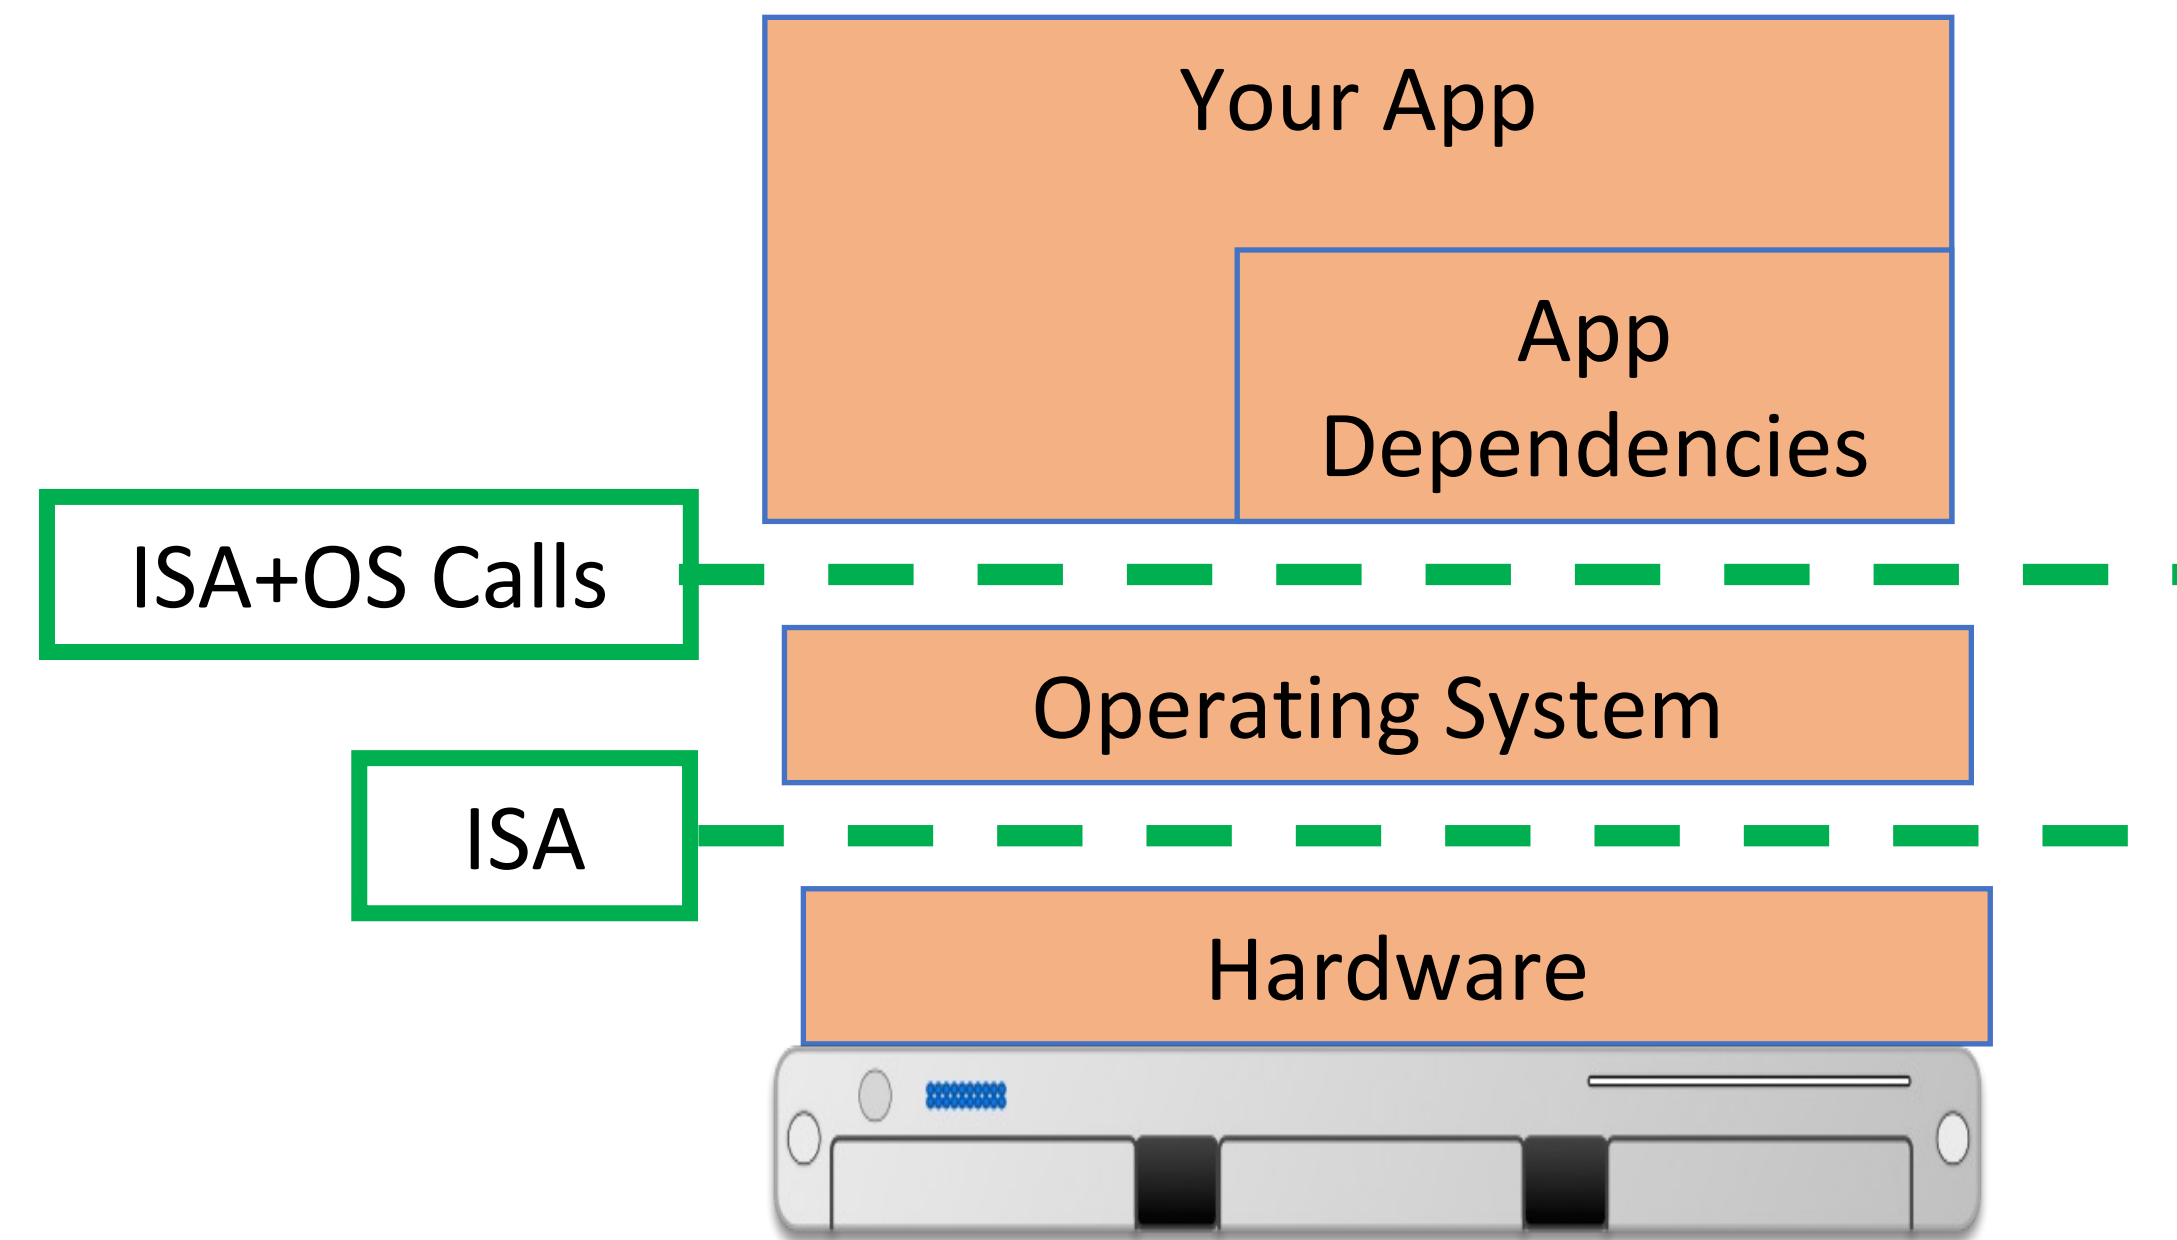 Your App
App
Dependencies
ISA+OS Calls
Operating System
ISA
Hardware